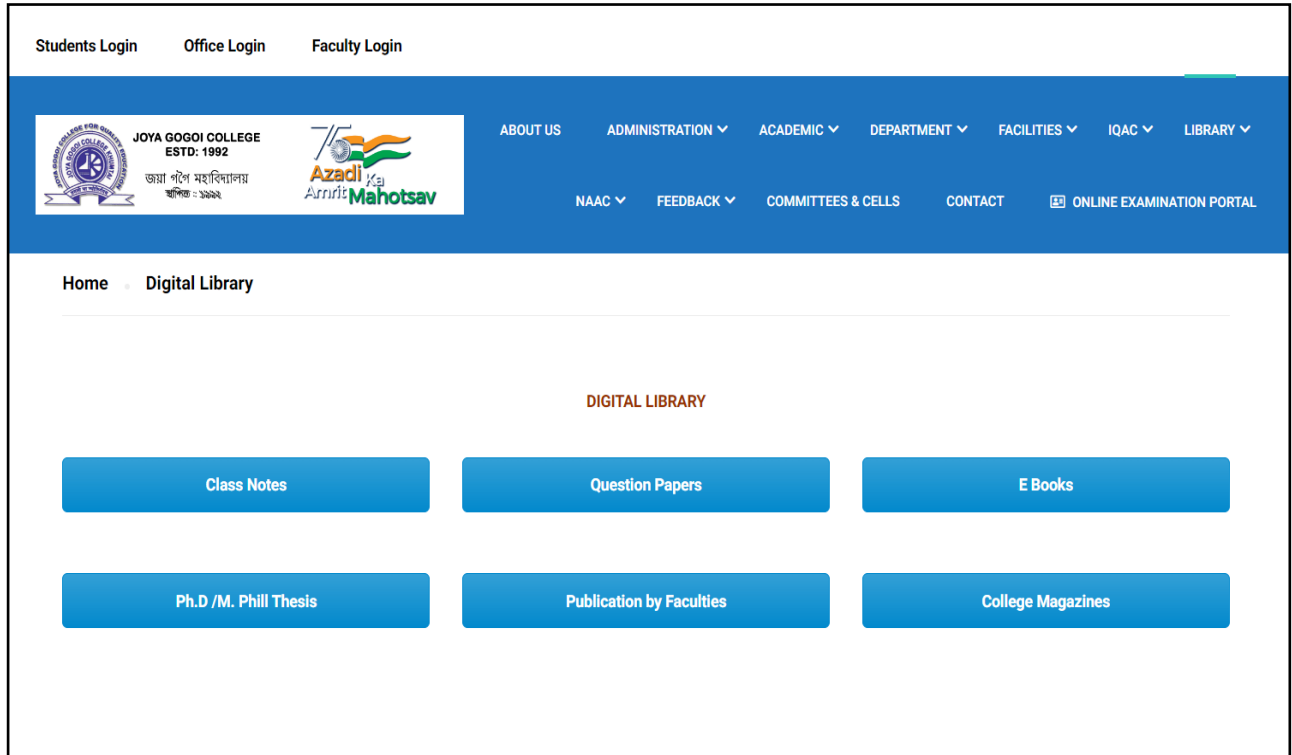 Students Login Office Login Faculty Login
JOYA GOGOI COLLEGE
ESTD: 1992
জয়া গগৈ মহাবিদ্যালয়
স্থাপিত : ১৯৯২
75
Azadi Ka
Amrit Mahotsav
ABOUT US ADMINISTRATION ACADEMIC DEPARTMENT FACILITIES IQAC LIBRARY
NAAC FEEDBACK COMMITTEES & CELLS CONTACT ONLINE EXAMINATION PORTAL
Home Digital Library
DIGITAL LIBRARY
Class Notes Question Papers E Books
Ph.D /M. Phill Thesis Publication by Faculties College Magazines